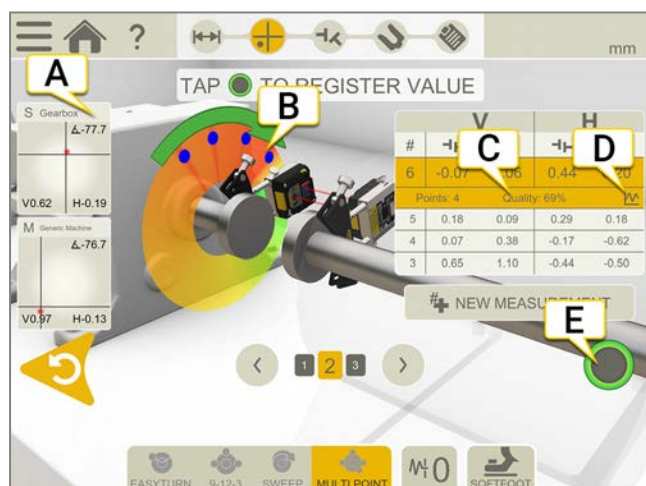 ?
mm
TAP TO REGISTER VALUE
A
S Gearbox
∡-77.7
V0.62 H-0.19
M Generic Machine
∡-76.7
V0.97 H-0.13
B
V H
#
C
D
6 -0.07 .06 0.44 20
Points: 4 Quality: 69%
5 0.18 0.09 0.29 0.18
4 0.07 0.38 -0.17 -0.62
3 0.65 1.10 -0.44 -0.50
# NEW MEASUREMENT
E
1 2 3
EASYTURN 9-12-3 SWEEP MULTIPOINT 0 SOFTFOOT